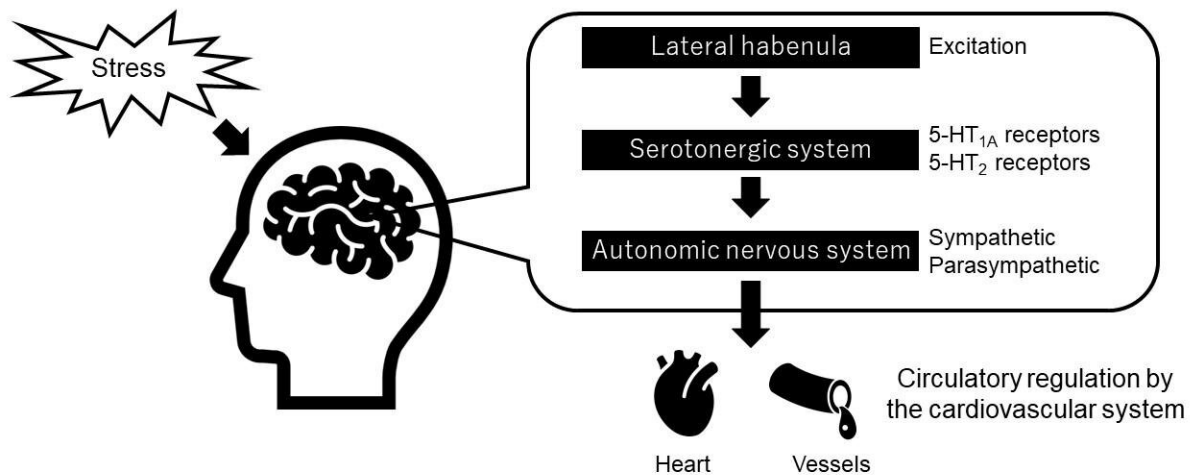 Stress
Lateral habenula
Excitation
Serotonergic system
5-HT₁A receptors
5-HT₂ receptors
Autonomic nervous system
Sympathetic
Parasympathetic
Heart
Vessels
Circulatory regulation by
the cardiovascular system